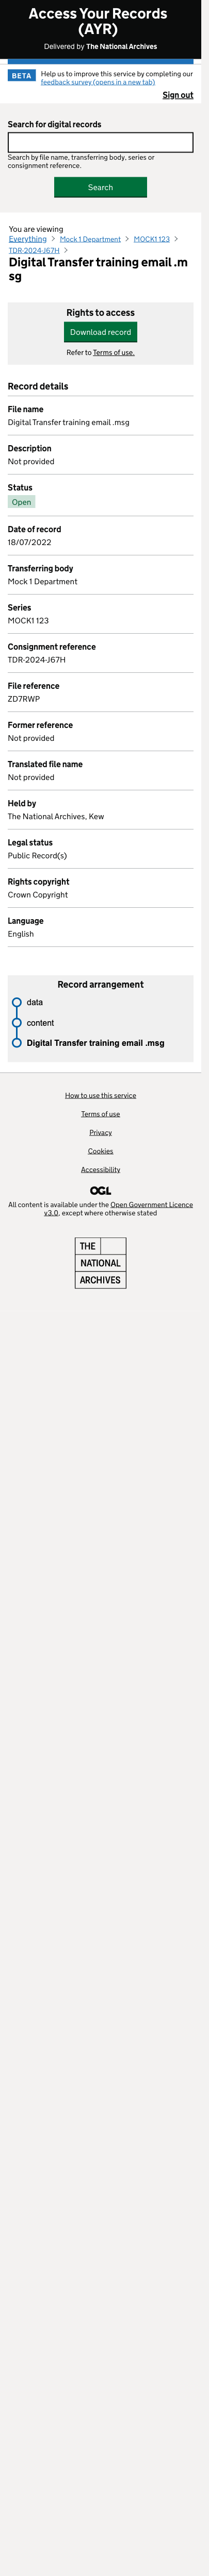 Access Your Records
(AYR)
Delivered by The National Archives
BETA
Help us to improve this service by completing our
feedback survey (opens in a new tab)
Sign out
Search for digital records
Search by file name, transferring body, series or
consignment reference.
Search
You are viewing
Everything > Mock 1 Department > MOCK1 123 >
TDR-2024-J67H >
Digital Transfer training email .m
sg
Rights to access
Download record
Refer to Terms of use.
Record details
File name
Digital Transfer training email .msg
Description
Not provided
Status
Open
Date of record
18/07/2022
Transferring body
Mock 1 Department
Series
MOCK1 123
Consignment reference
TDR-2024-J67H
File reference
ZD7RWP
Former reference
Not provided
Translated file name
Not provided
Held by
The National Archives, Kew
Legal status
Public Record(s)
Rights copyright
Crown Copyright
Language
English
Record arrangement
data
content
Digital Transfer training email .msg
How to use this service
Terms of use
Privacy
Cookies
Accessibility
OGL
All content is available under the Open Government Licence
v3.0, except where otherwise stated
THE
NATIONAL
ARCHIVES